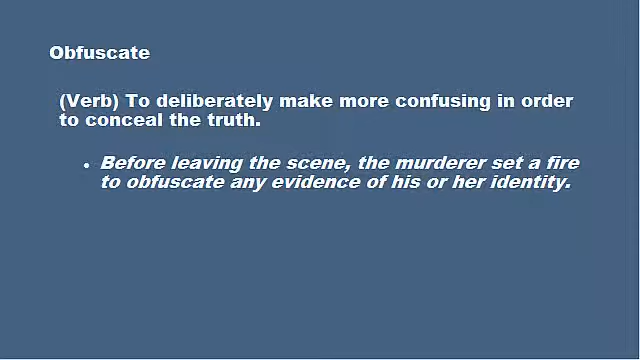 Obfuscate
(Verb) To deliberately make more confusing in order
to conceal the truth.
• Before leaving the scene, the murderer set a fire
to obfuscate any evidence of his or her identity.